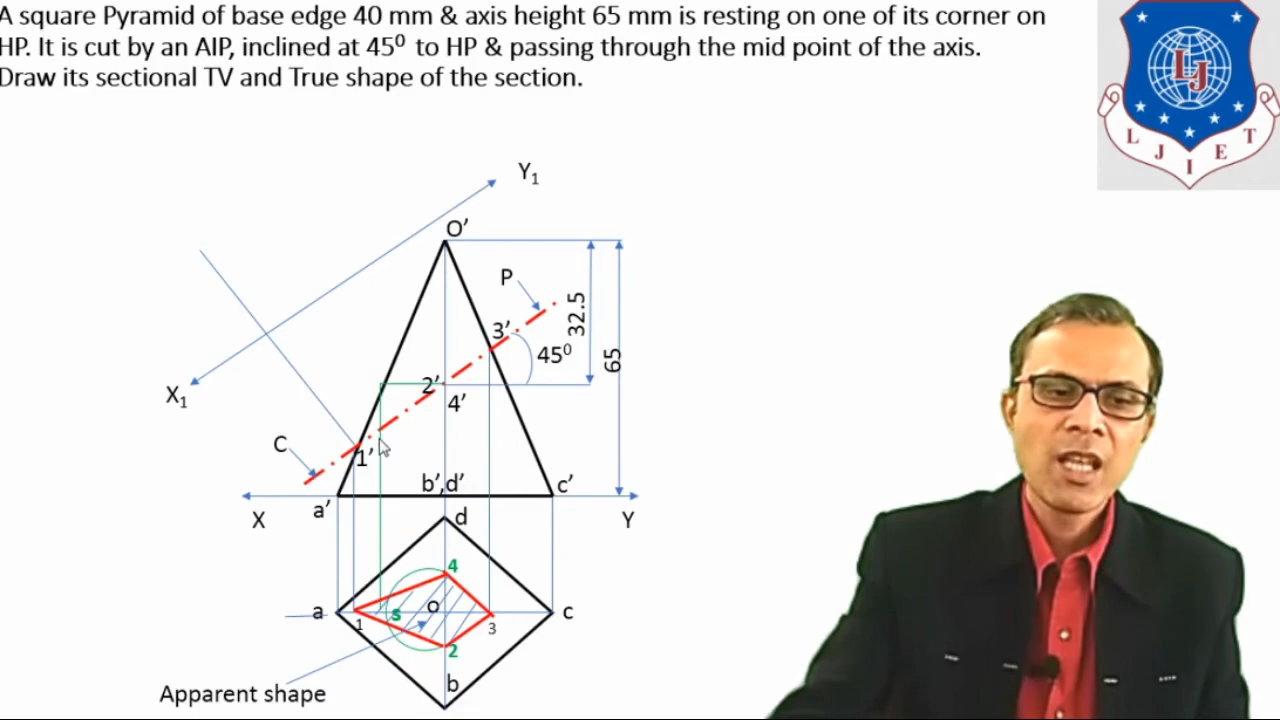 A square Pyramid of base edge 40 mm & axis height 65 mm is resting on one of its corner on
HP. It is cut by an AIP, inclined at 45⁰ to HP & passing through the mid point of the axis.
Draw its sectional TV and True shape of the section.
L J I E T
LJ
Y₁
O'
P
32.5
3'
45⁰
65
X₁
2'
4'
C
1'
b',d'
c'
X
a'
Y
d
4
a
s
o
c
1
3
2
b
Apparent shape